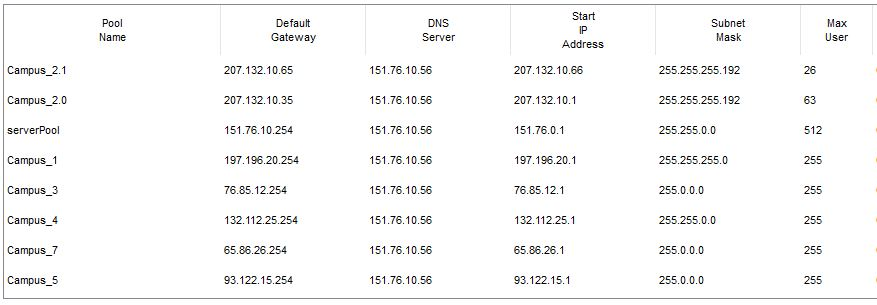 Pool Name	Default Gateway	DNS Server	Start IP Address	Subnet Mask	Max User
Campus_2.1	207.132.10.65	151.76.10.56	207.132.10.66	255.255.255.192	26
Campus_2.0	207.132.10.35	151.76.10.56	207.132.10.1	255.255.255.192	63
serverPool	151.76.10.254	151.76.10.56	151.76.0.1	255.255.0.0	512
Campus_1	197.196.20.254	151.76.10.56	197.196.20.1	255.255.255.0	255
Campus_3	76.85.12.254	151.76.10.56	76.85.12.1	255.0.0.0	255
Campus_4	132.112.25.254	151.76.10.56	132.112.25.1	255.255.0.0	255
Campus_7	65.86.26.254	151.76.10.56	65.86.26.1	255.0.0.0	255
Campus_5	93.122.15.254	151.76.10.56	93.122.15.1	255.0.0.0	255